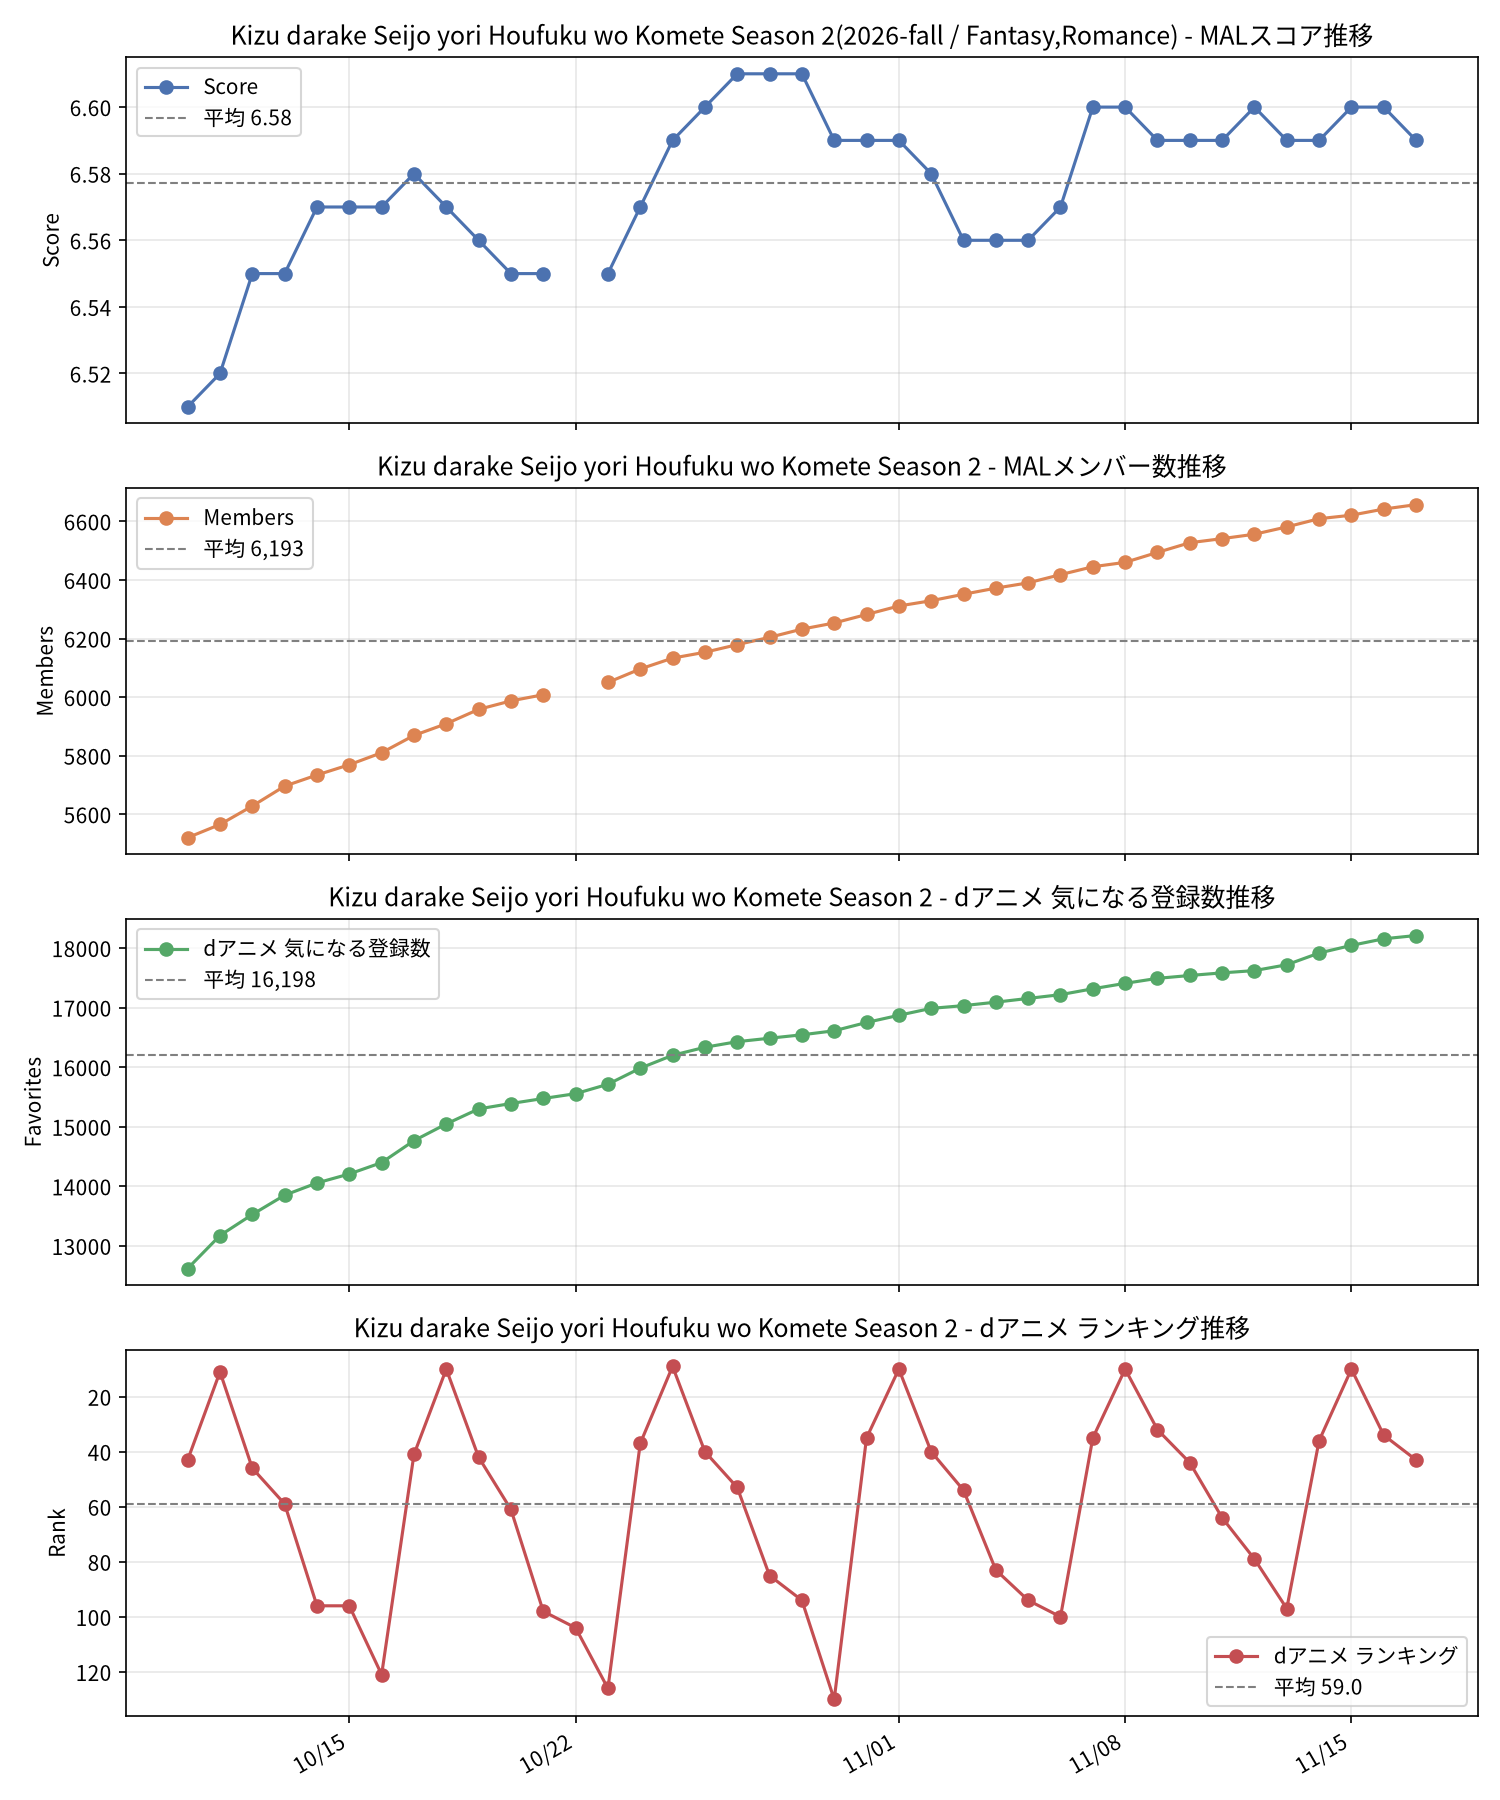 Kizu darake Seijo yori Houfuku wo Komete Season 2(2026-fall / Fantasy,Romance) - MALスコア推移
Score
平均 6.58
Score
6.60
6.58
6.56
6.54
6.52
Kizu darake Seijo yori Houfuku wo Komete Season 2 - MALメンバー数推移
Members
平均 6,193
Members
6600
6400
6200
6000
5800
5600
Kizu darake Seijo yori Houfuku wo Komete Season 2 - dアニメ 気になる登録数推移
dアニメ 気になる登録数
平均 16,198
Favorites
18000
17000
16000
15000
14000
13000
Kizu darake Seijo yori Houfuku wo Komete Season 2 - dアニメ ランキング推移
Rank
20
40
60
80
100
120
dアニメ ランキング
平均 59.0
10/15
10/22
11/01
11/08
11/15